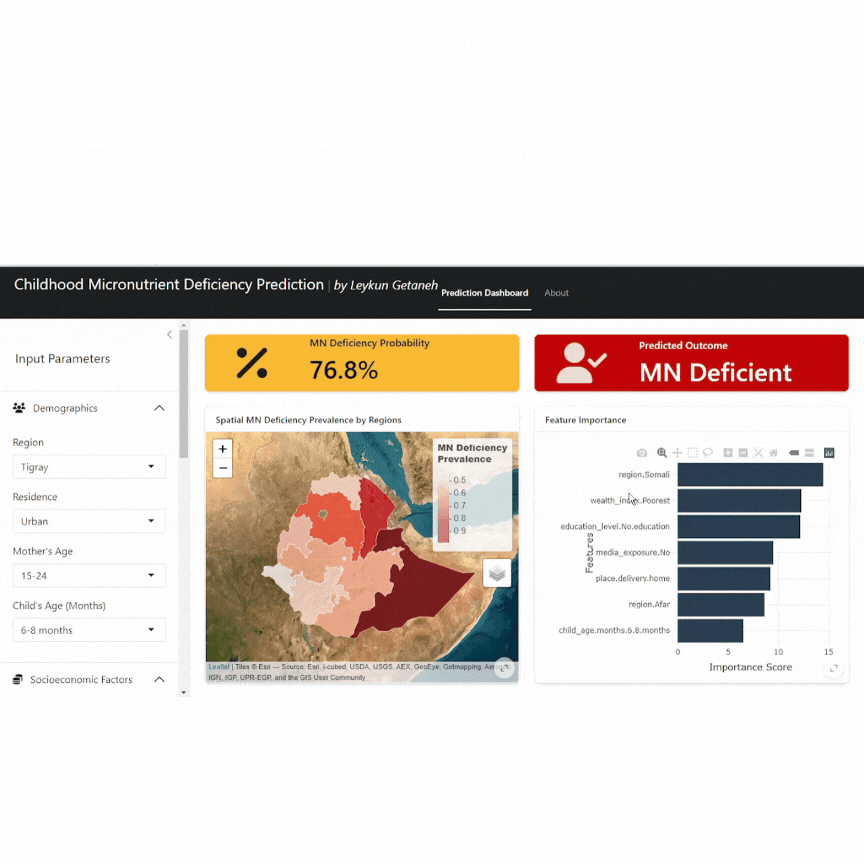 Childhood Micronutrient Deficiency Prediction | by Leykun Getaneh
Prediction Dashboard
About
Input Parameters
Demographics
Region
Tigray
Residence
Urban
Mother's Age
15-24
Child's Age (Months)
6-8 months
Socioeconomic Factors
MN Deficiency Probability
76.8%
Predicted Outcome
MN Deficient
Spatial MN Deficiency Prevalence by Regions
+
−
MN Deficiency
Prevalence
0.5
0.6
0.7
0.8
0.9
Leaflet | Tiles © Esri — Source: Esri, i-cubed, USDA, USGS, AEX, GeoEye, Getmapping,
IGN, IGP, UPR-EGP, and the GIS User Community
Feature Importance
region.Somali
wealth_index.Poorest
education_level.No.education
media_exposure.No
place.delivery.home
region.Afar
child_age.months.6.8.months
Features
0 5 10 15
Importance Score